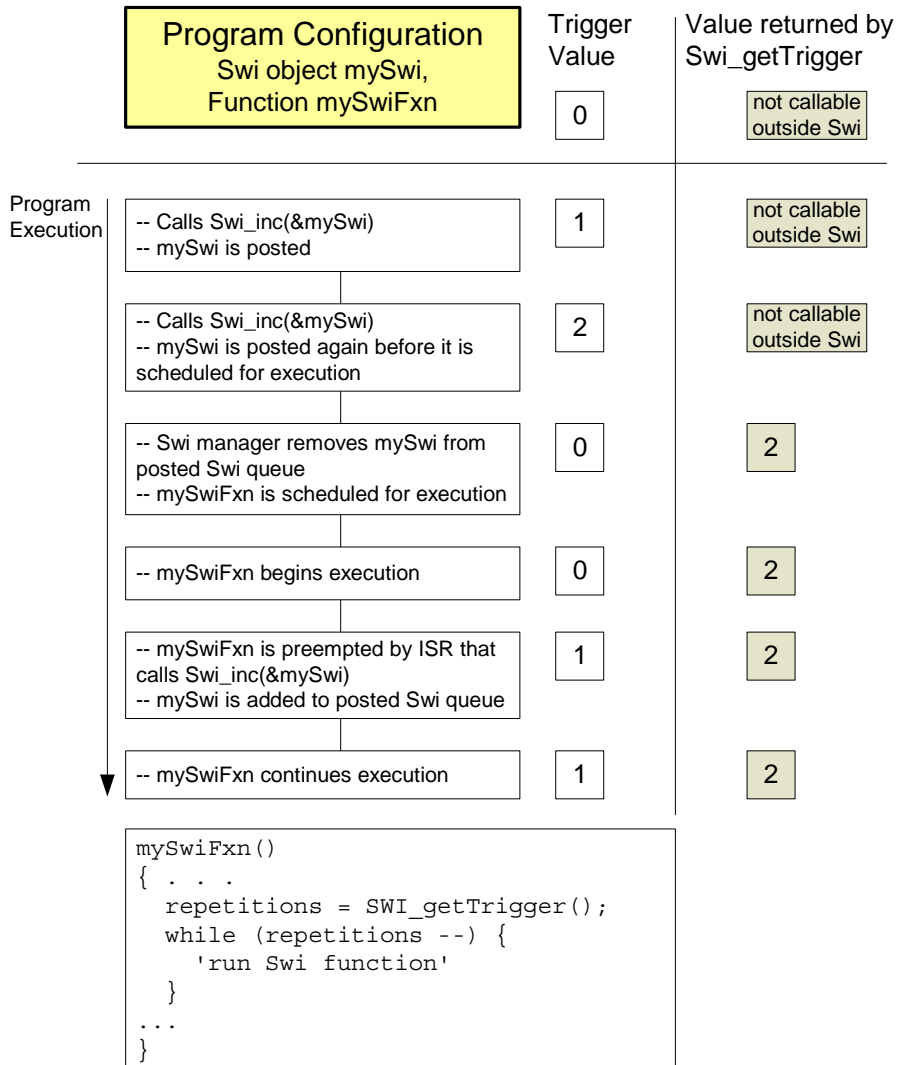 Program Configuration
Swi object mySwi,
Function mySwiFxn
Trigger
Value
Value returned by
Swi_getTrigger
0
not callable
outside Swi
Program
Execution
-- Calls Swi_inc(&mySwi)
-- mySwi is posted
1
not callable
outside Swi
-- Calls Swi_inc(&mySwi)
-- mySwi is posted again before it is
scheduled for execution
2
not callable
outside Swi
-- Swi manager removes mySwi from
posted Swi queue
-- mySwiFxn is scheduled for execution
0
2
-- mySwiFxn begins execution
0
2
-- mySwiFxn is preempted by ISR that
calls Swi_inc(&mySwi)
-- mySwi is added to posted Swi queue
1
2
-- mySwiFxn continues execution
1
2
mySwiFxn()
{ . . .
  repetitions = SWI_getTrigger();
  while (repetitions --) {
    'run Swi function'
  }
...
}